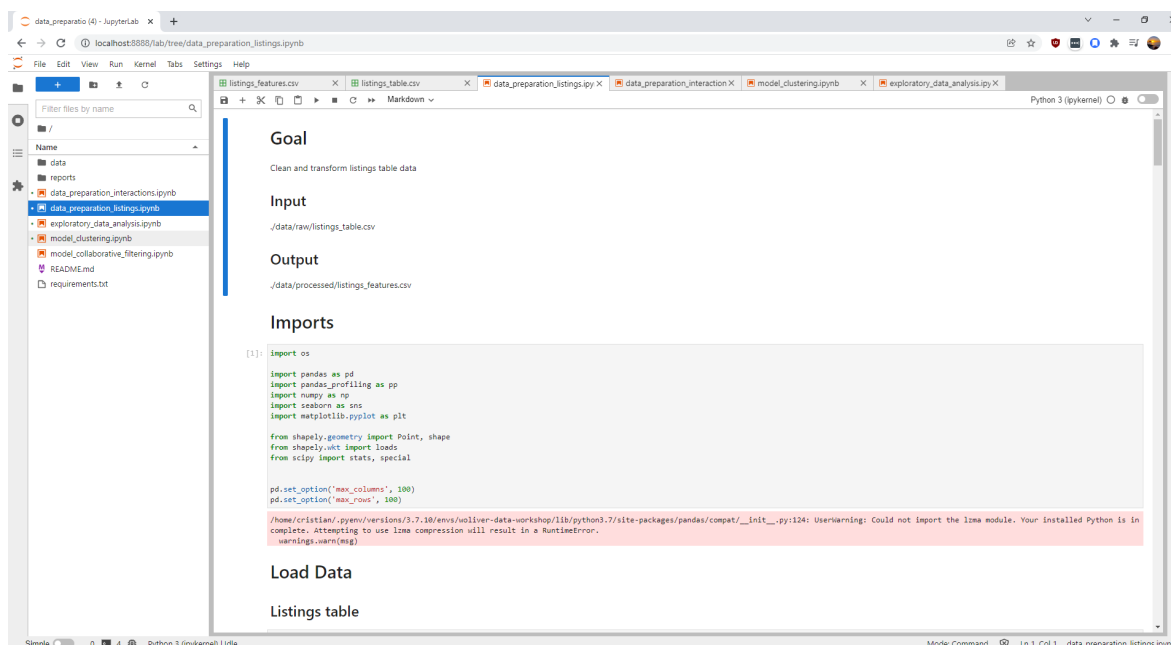 data_preparatio (4) - JupyterLab
localhost:8888/lab/tree/data_preparation_listings.ipynb
File Edit View Run Kernel Tabs Settings Help
Filter files by name
/
Name
data
reports
data_preparation_interactions.ipynb
data_preparation_listings.ipynb
exploratory_data_analysis.ipynb
model_clustering.ipynb
model_collaborative_filtering.ipynb
README.md
requirements.txt
listings_features.csv listings_table.csv data_preparation_listings.ipy data_preparation_interaction model_clustering.ipynb exploratory_data_analysis.ipy
Markdown Python 3 (ipykernel)
Goal
Clean and transform listings table data
Input
./data/raw/listings_table.csv
Output
./data/processed/listings_features.csv
Imports
[1]: import os
import pandas as pd
import pandas_profiling as pp
import numpy as np
import seaborn as sns
import matplotlib.pyplot as plt
from shapely.geometry import Point, shape
from shapely.wkt import loads
from scipy import stats, special
pd.set_option('max_columns', 100)
pd.set_option('max_rows', 100)
/home/cristian/.pyenv/versions/3.7.10/envs/woliver-data-workshop/lib/python3.7/site-packages/pandas/compat/__init__.py:124: UserWarning: Could not import the lzma module. Your installed Python is in
complete. Attempting to use lzma compression will result in a RuntimeError.
warnings.warn(msg)
Load Data
Listings table
Simple 0 4 Python 3 (ipykernel) | Idle Mode: Command Ln 1, Col 1 data_preparation_listings.ipyn